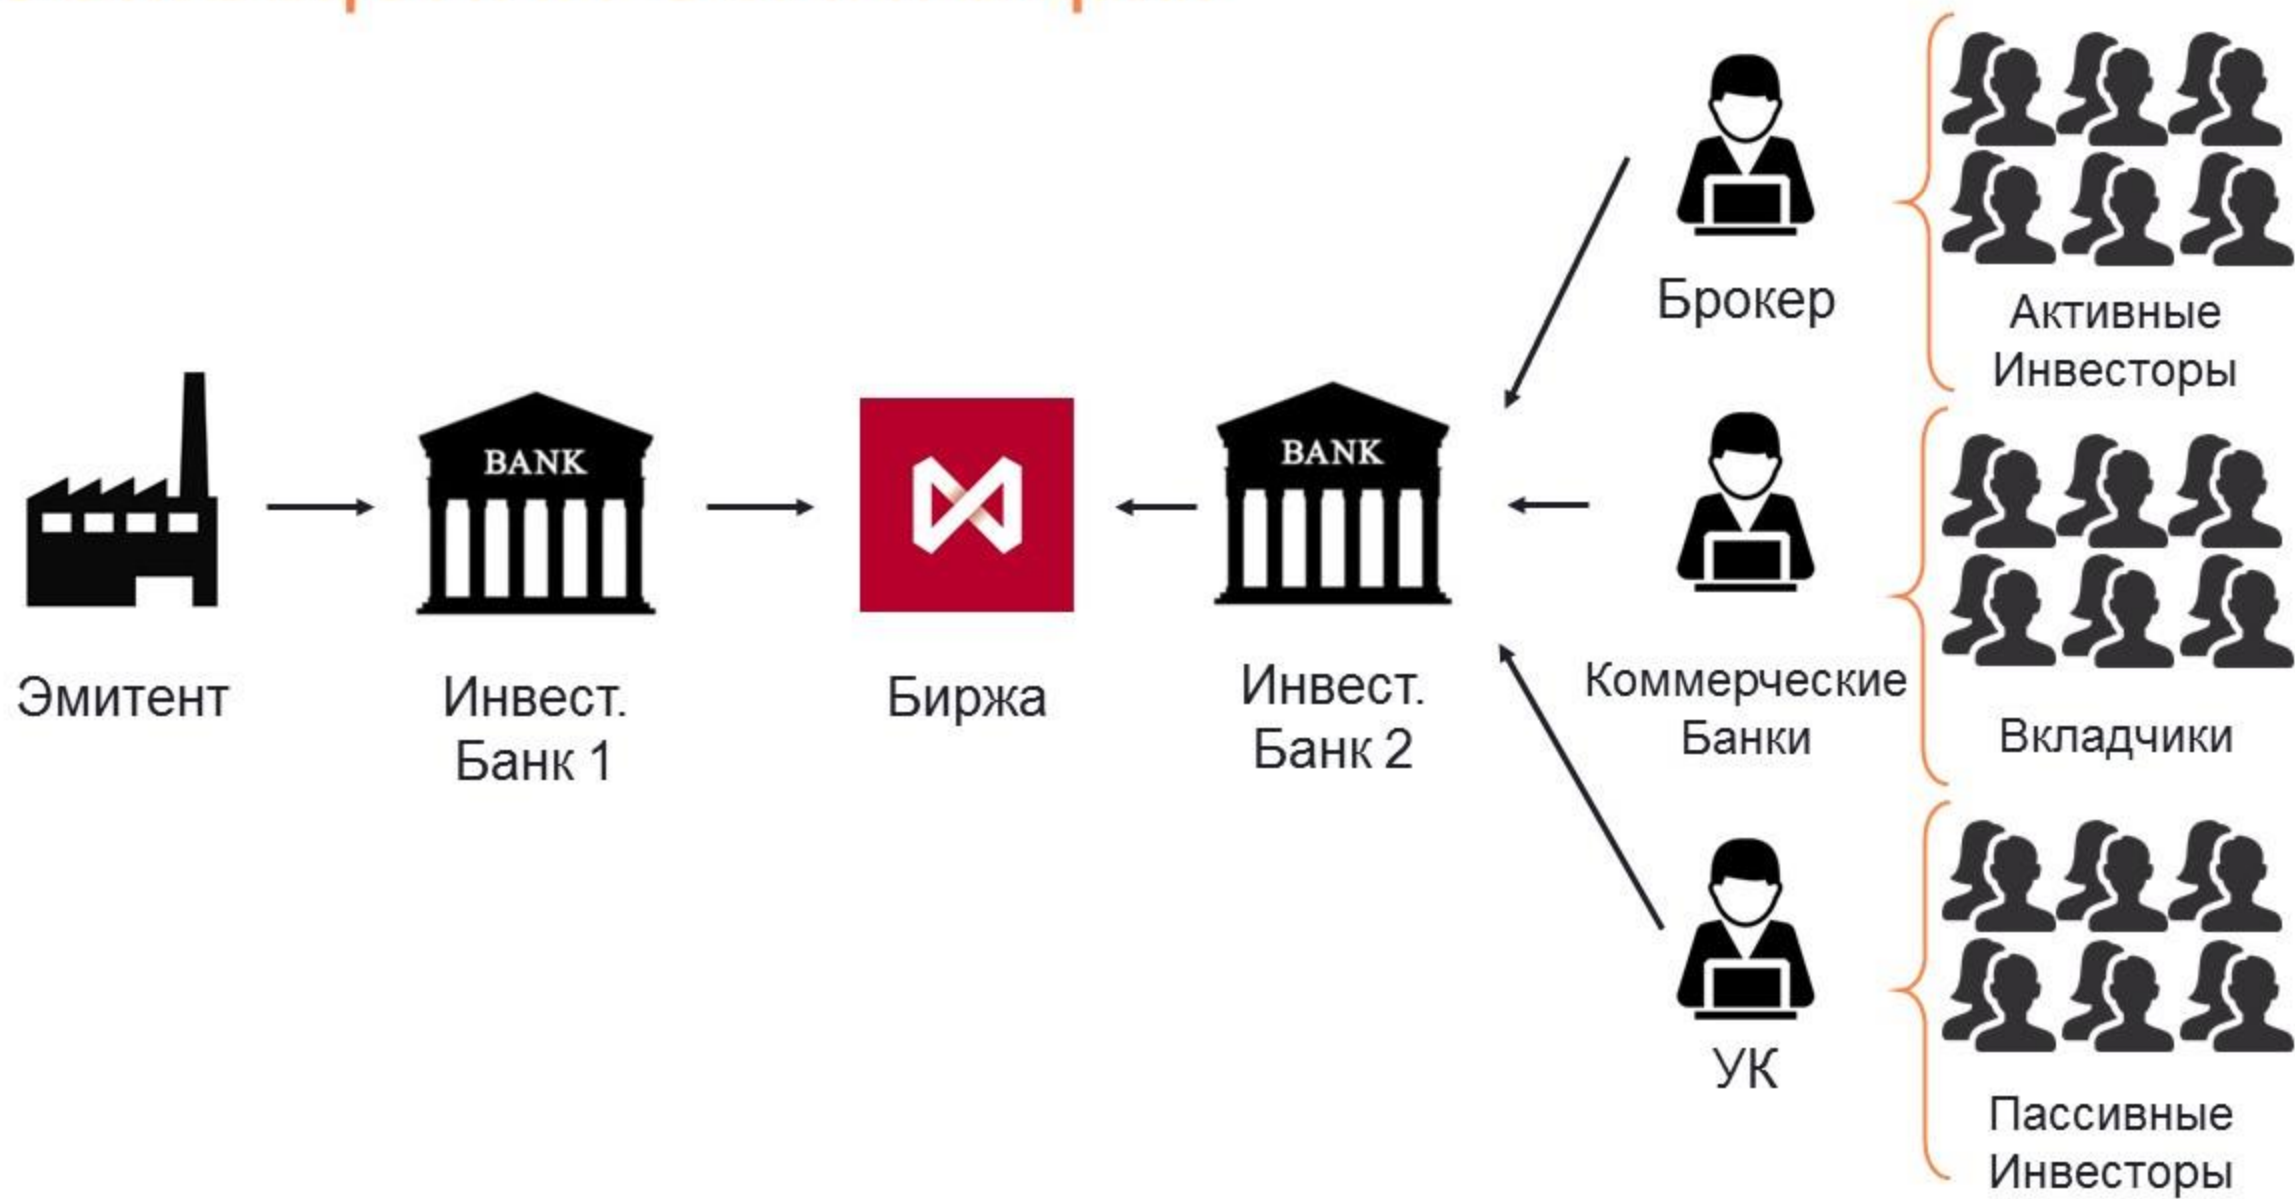 Эмитент
BANK
Инвест.
Банк 1
Биржа
BANK
Инвест.
Банк 2
Брокер
Активные
Инвесторы
Коммерческие
Банки
Вкладчики
УК
Пассивные
Инвесторы